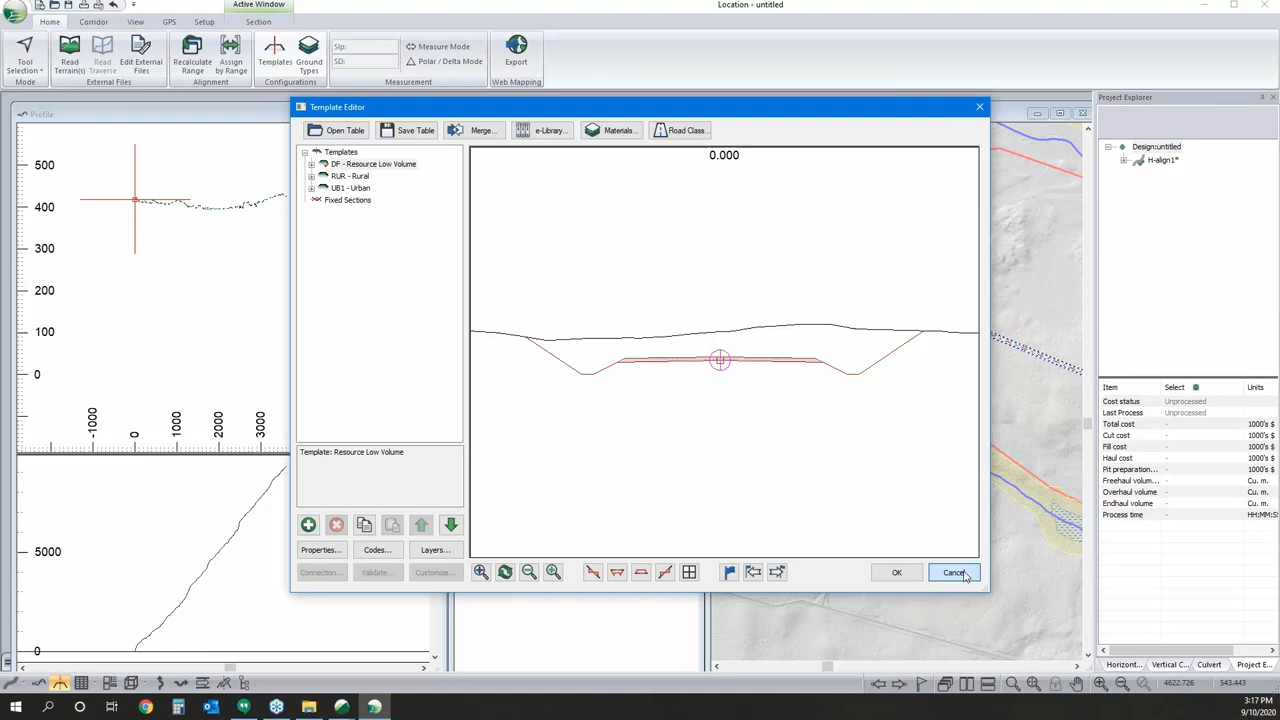 Active Window
Location - untitled
Home
Corridor
View
GPS
Setup
Section
Tool Selection
Read Terrain(s)
Read Traverse
Edit External Files
Recalculate Range
Assign by Range
Templates
Ground Types
Slp:
SD:
Measure Mode
Polar / Delta Mode
Export
Mode
External Files
Alignment
Configurations
Measurement
Web Mapping
Profile
500
400
300
200
100
0
-1000
0
1000
2000
3000
5000
0
Template Editor
Open Table
Save Table
Merge...
e-Library...
Materials...
Road Class...
Templates
DF - Resource Low Volume
RUR - Rural
UB1 - Urban
Fixed Sections
0.000
Template: Resource Low Volume
Properties...
Codes...
Layers...
Connection...
Validate...
Customize...
OK
Cancel
Project Explorer
Design:untitled
H-align1*
Item Select Units
Cost status Unprocessed
Last Process Unprocessed
Total cost - 1000's $
Cut cost - 1000's $
Fill cost - 1000's $
Haul cost - 1000's $
Pit preparation... - 1000's $
Freehaul volum... - Cu. m.
Overhaul volume - Cu. m.
Endhaul volume - Cu. m.
Process time - HH:MM:S
Horizont...
Vertical C...
Culvert
Project E...
4622.726
543.443
3:17 PM
9/10/2020